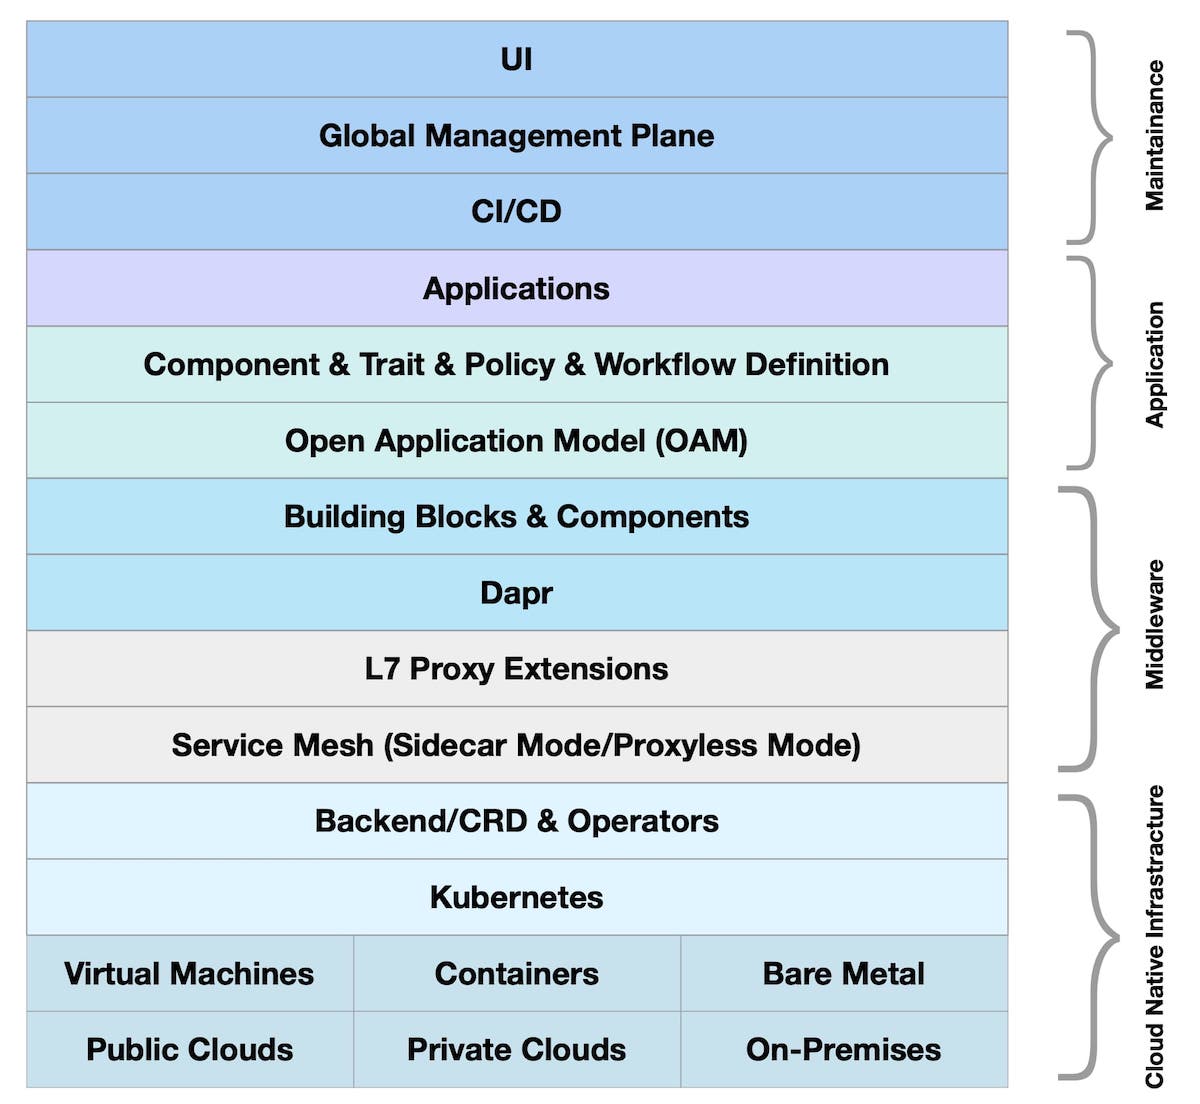 UI
Global Management Plane
CI/CD
Maintainance
Applications
Component & Trait & Policy & Workflow Definition
Open Application Model (OAM)
Application
Building Blocks & Components
Dapr
L7 Proxy Extensions
Service Mesh (Sidecar Mode/Proxyless Mode)
Middleware
Backend/CRD & Operators
Kubernetes
Virtual Machines
Containers
Bare Metal
Public Clouds
Private Clouds
On-Premises
Cloud Native Infrastracture